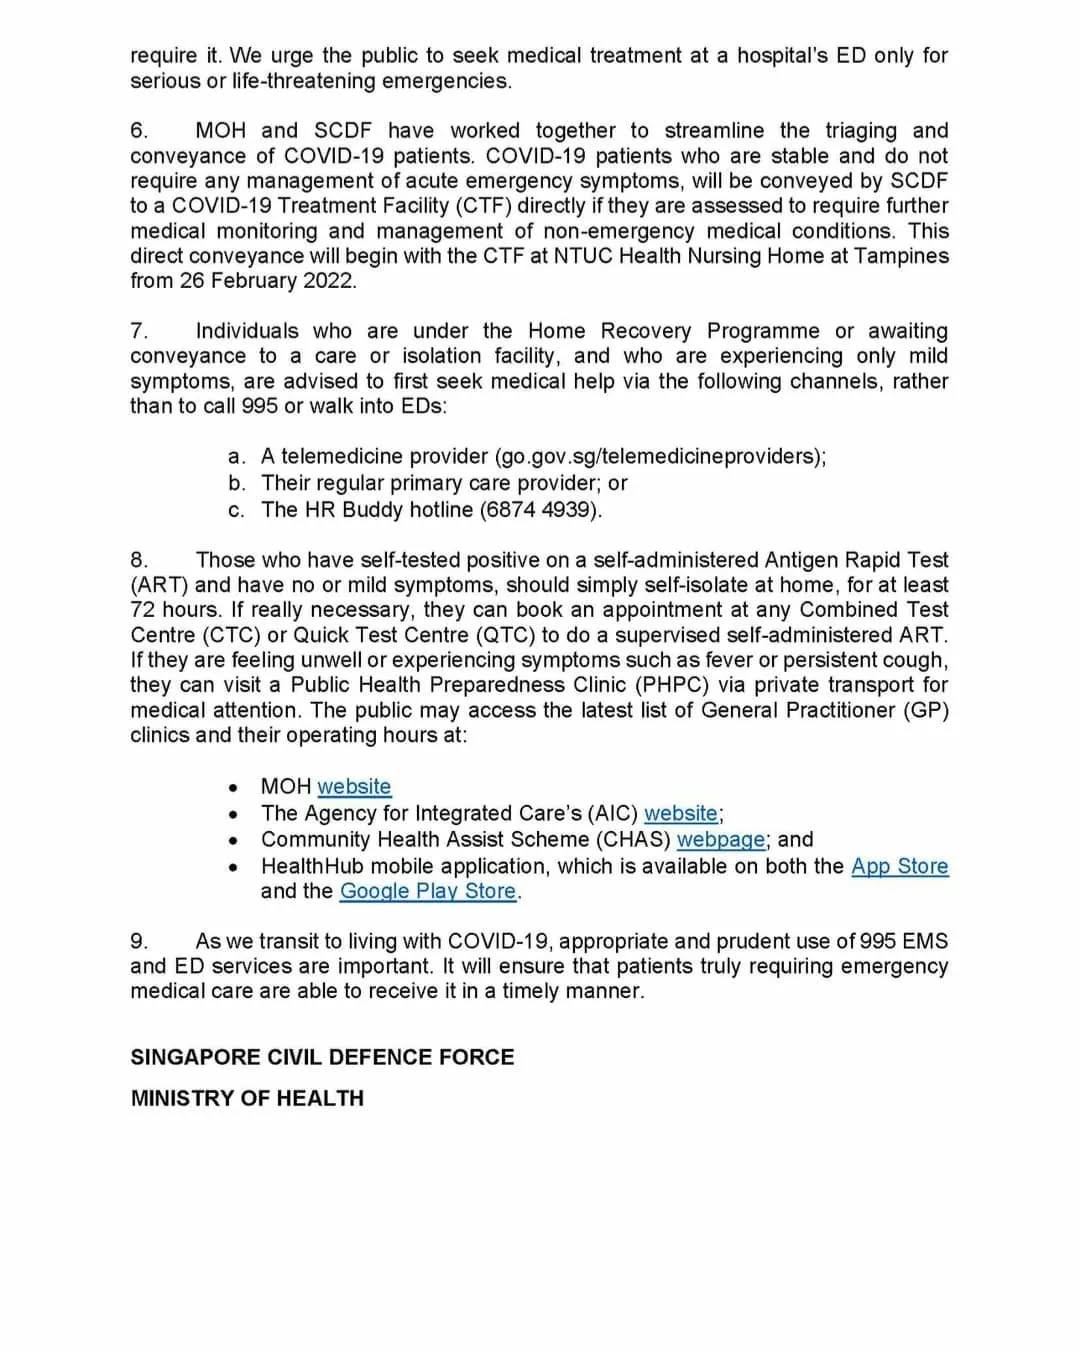 require it. We urge the public to seek medical treatment at a hospital's ED only for
serious or life-threatening emergencies.
6. MOH and SCDF have worked together to streamline the triaging and
conveyance of COVID-19 patients. COVID-19 patients who are stable and do not
require any management of acute emergency symptoms, will be conveyed by SCDF
to a COVID-19 Treatment Facility (CTF) directly if they are assessed to require further
medical monitoring and management of non-emergency medical conditions. This
direct conveyance will begin with the CTF at NTUC Health Nursing Home at Tampines
from 26 February 2022.
7. Individuals who are under the Home Recovery Programme or awaiting
conveyance to a care or isolation facility, and who are experiencing only mild
symptoms, are advised to first seek medical help via the following channels, rather
than to call 995 or walk into EDs:
a. A telemedicine provider (go.gov.sg/telemedicineproviders);
b. Their regular primary care provider; or
c. The HR Buddy hotline (6874 4939).
8. Those who have self-tested positive on a self-administered Antigen Rapid Test
(ART) and have no or mild symptoms, should simply self-isolate at home, for at least
72 hours. If really necessary, they can book an appointment at any Combined Test
Centre (CTC) or Quick Test Centre (QTC) to do a supervised self-administered ART.
If they are feeling unwell or experiencing symptoms such as fever or persistent cough,
they can visit a Public Health Preparedness Clinic (PHPC) via private transport for
medical attention. The public may access the latest list of General Practitioner (GP)
clinics and their operating hours at:
• MOH website
• The Agency for Integrated Care's (AIC) website;
• Community Health Assist Scheme (CHAS) webpage; and
• HealthHub mobile application, which is available on both the App Store
and the Google Play Store.
9. As we transit to living with COVID-19, appropriate and prudent use of 995 EMS
and ED services are important. It will ensure that patients truly requiring emergency
medical care are able to receive it in a timely manner.
SINGAPORE CIVIL DEFENCE FORCE
MINISTRY OF HEALTH